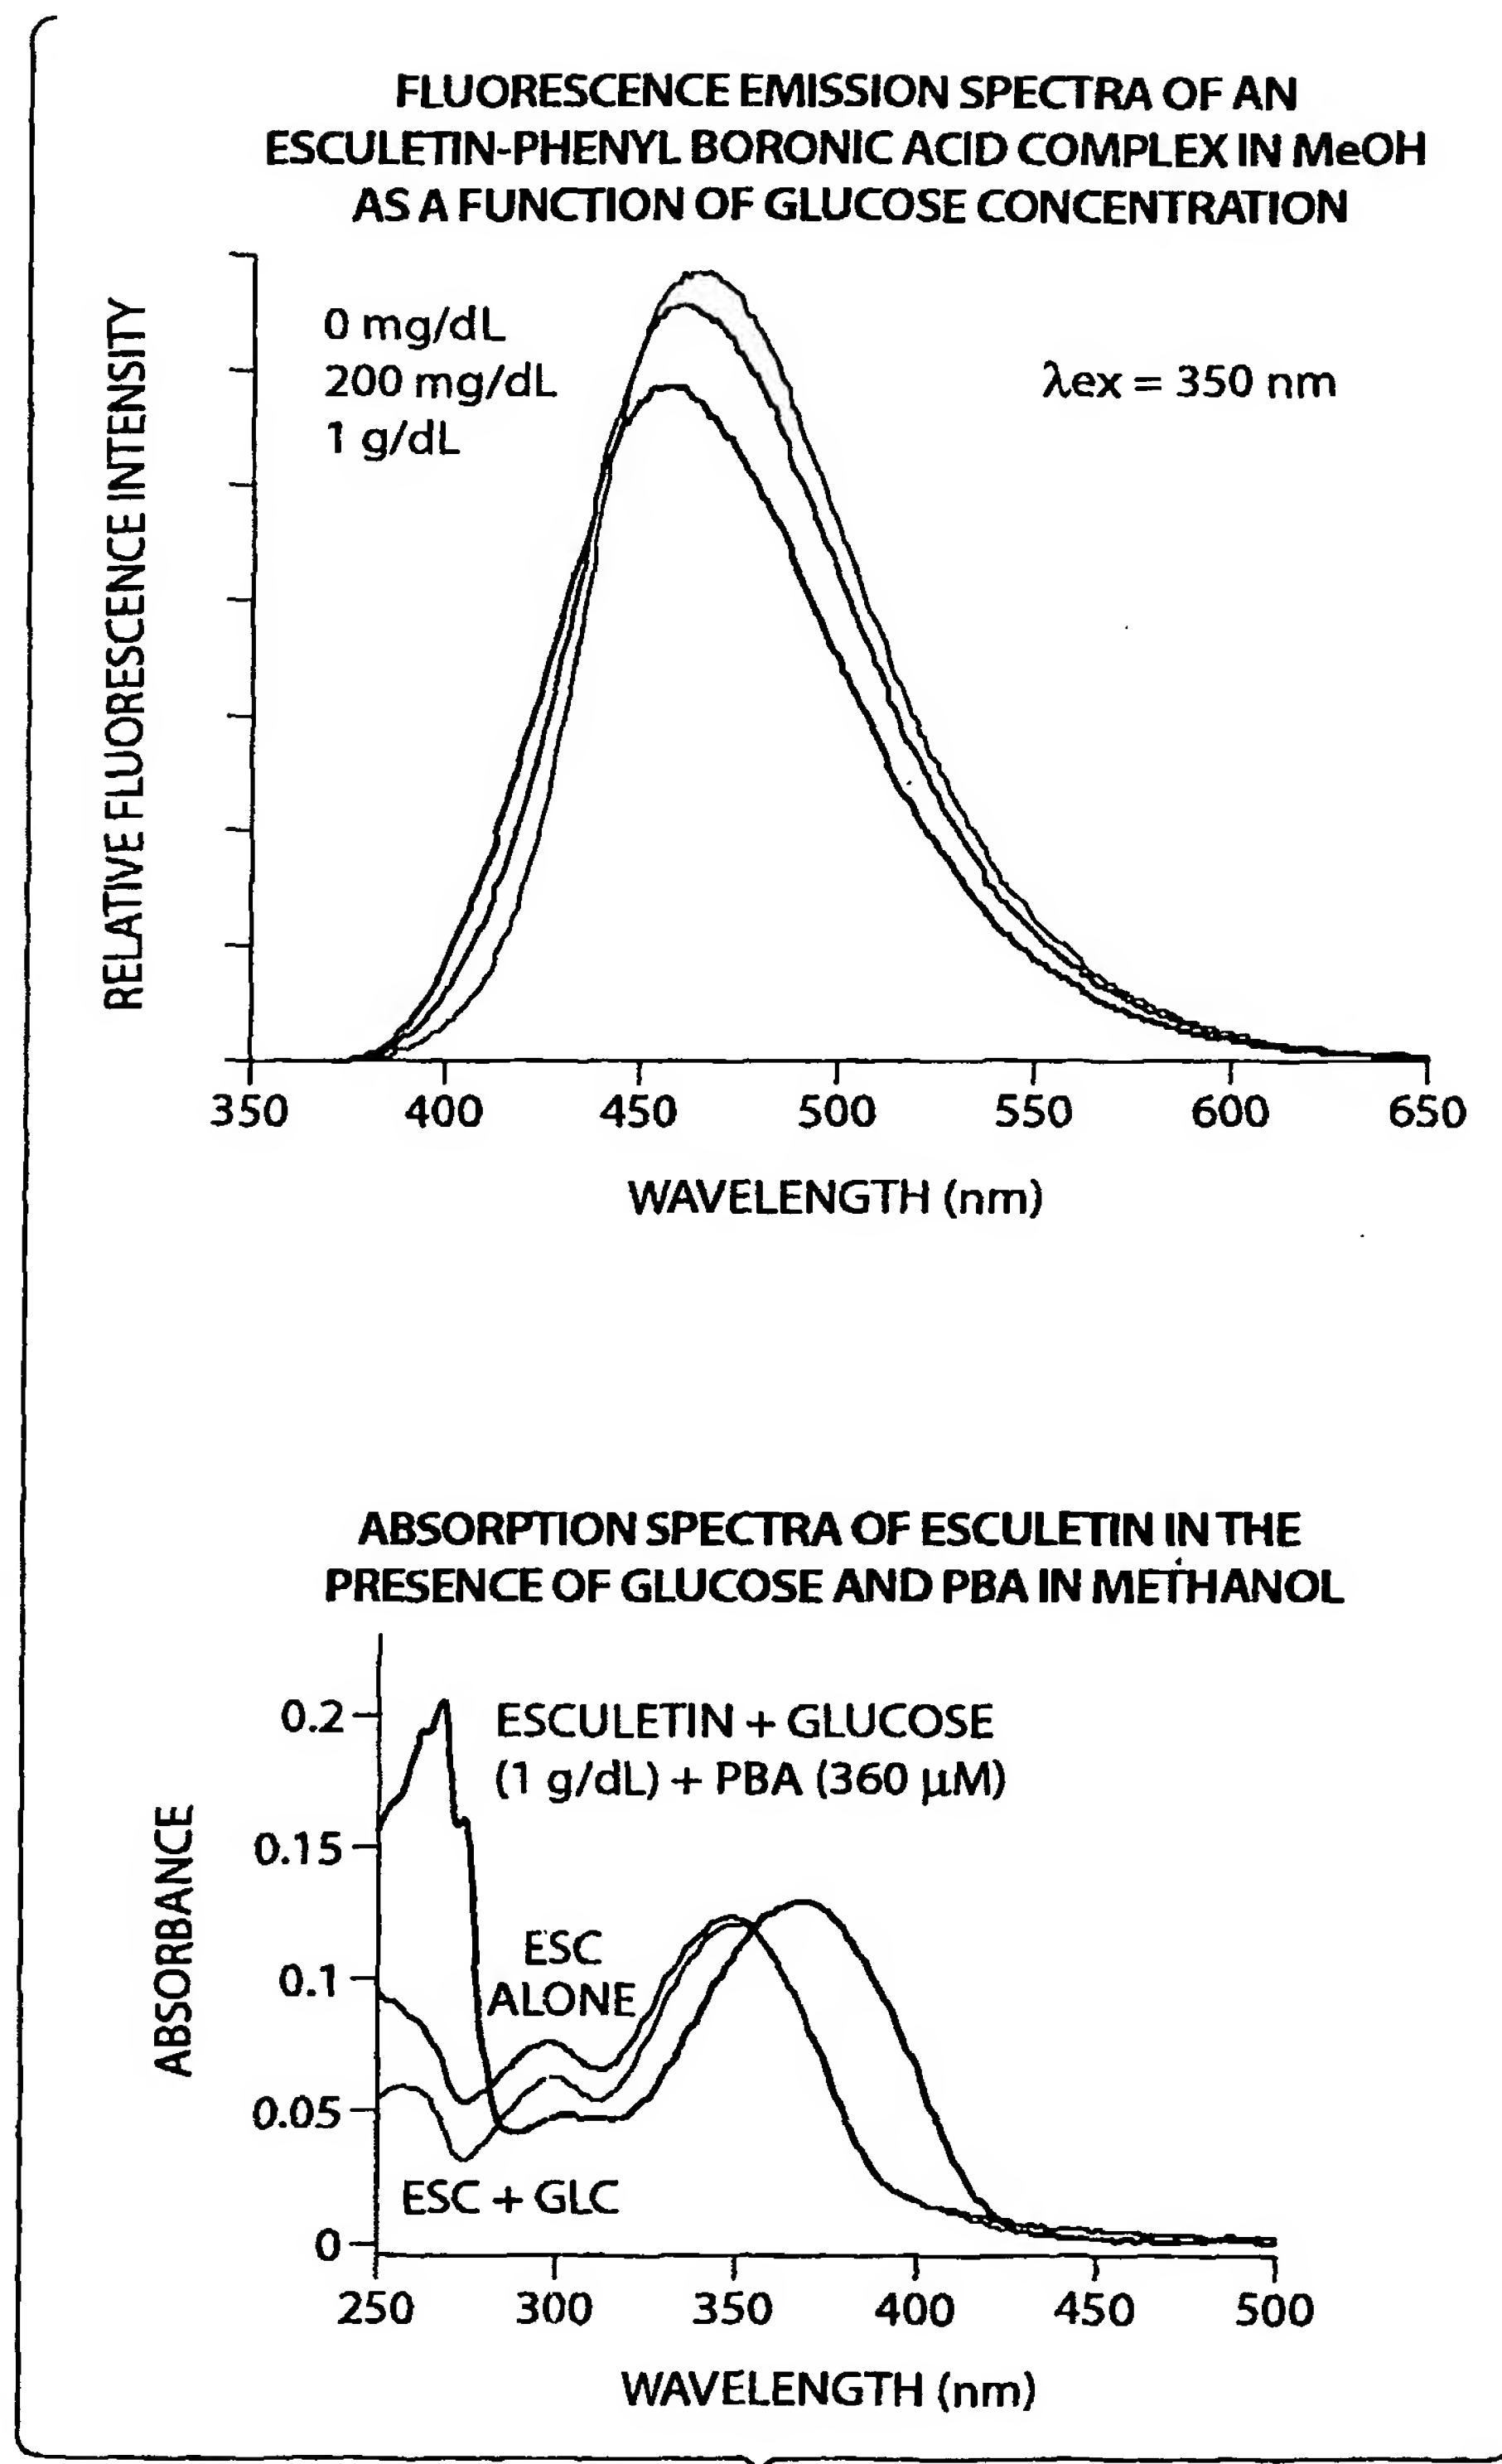 FLUORESCENCE EMISSION SPECTRA OF AN
ESCULETIN-PHENYL BORONIC ACID COMPLEX IN MeOH
AS A FUNCTION OF GLUCOSE CONCENTRATION
RELATIVE FLUORESCENCE INTENSITY
0 mg/dL
200 mg/dL
1 g/dL
λex = 350 nm
350 400 450 500 550 600 650
WAVELENGTH (nm)
ABSORPTION SPECTRA OF ESCULETIN IN THE
PRESENCE OF GLUCOSE AND PBA IN METHANOL
ABSORBANCE
0.2
0.15
0.1
0.05
0
ESCULETIN + GLUCOSE
(1 g/dL) + PBA (360 μM)
ESC
ALONE
ESC + GLC
250 300 350 400 450 500
WAVELENGTH (nm)